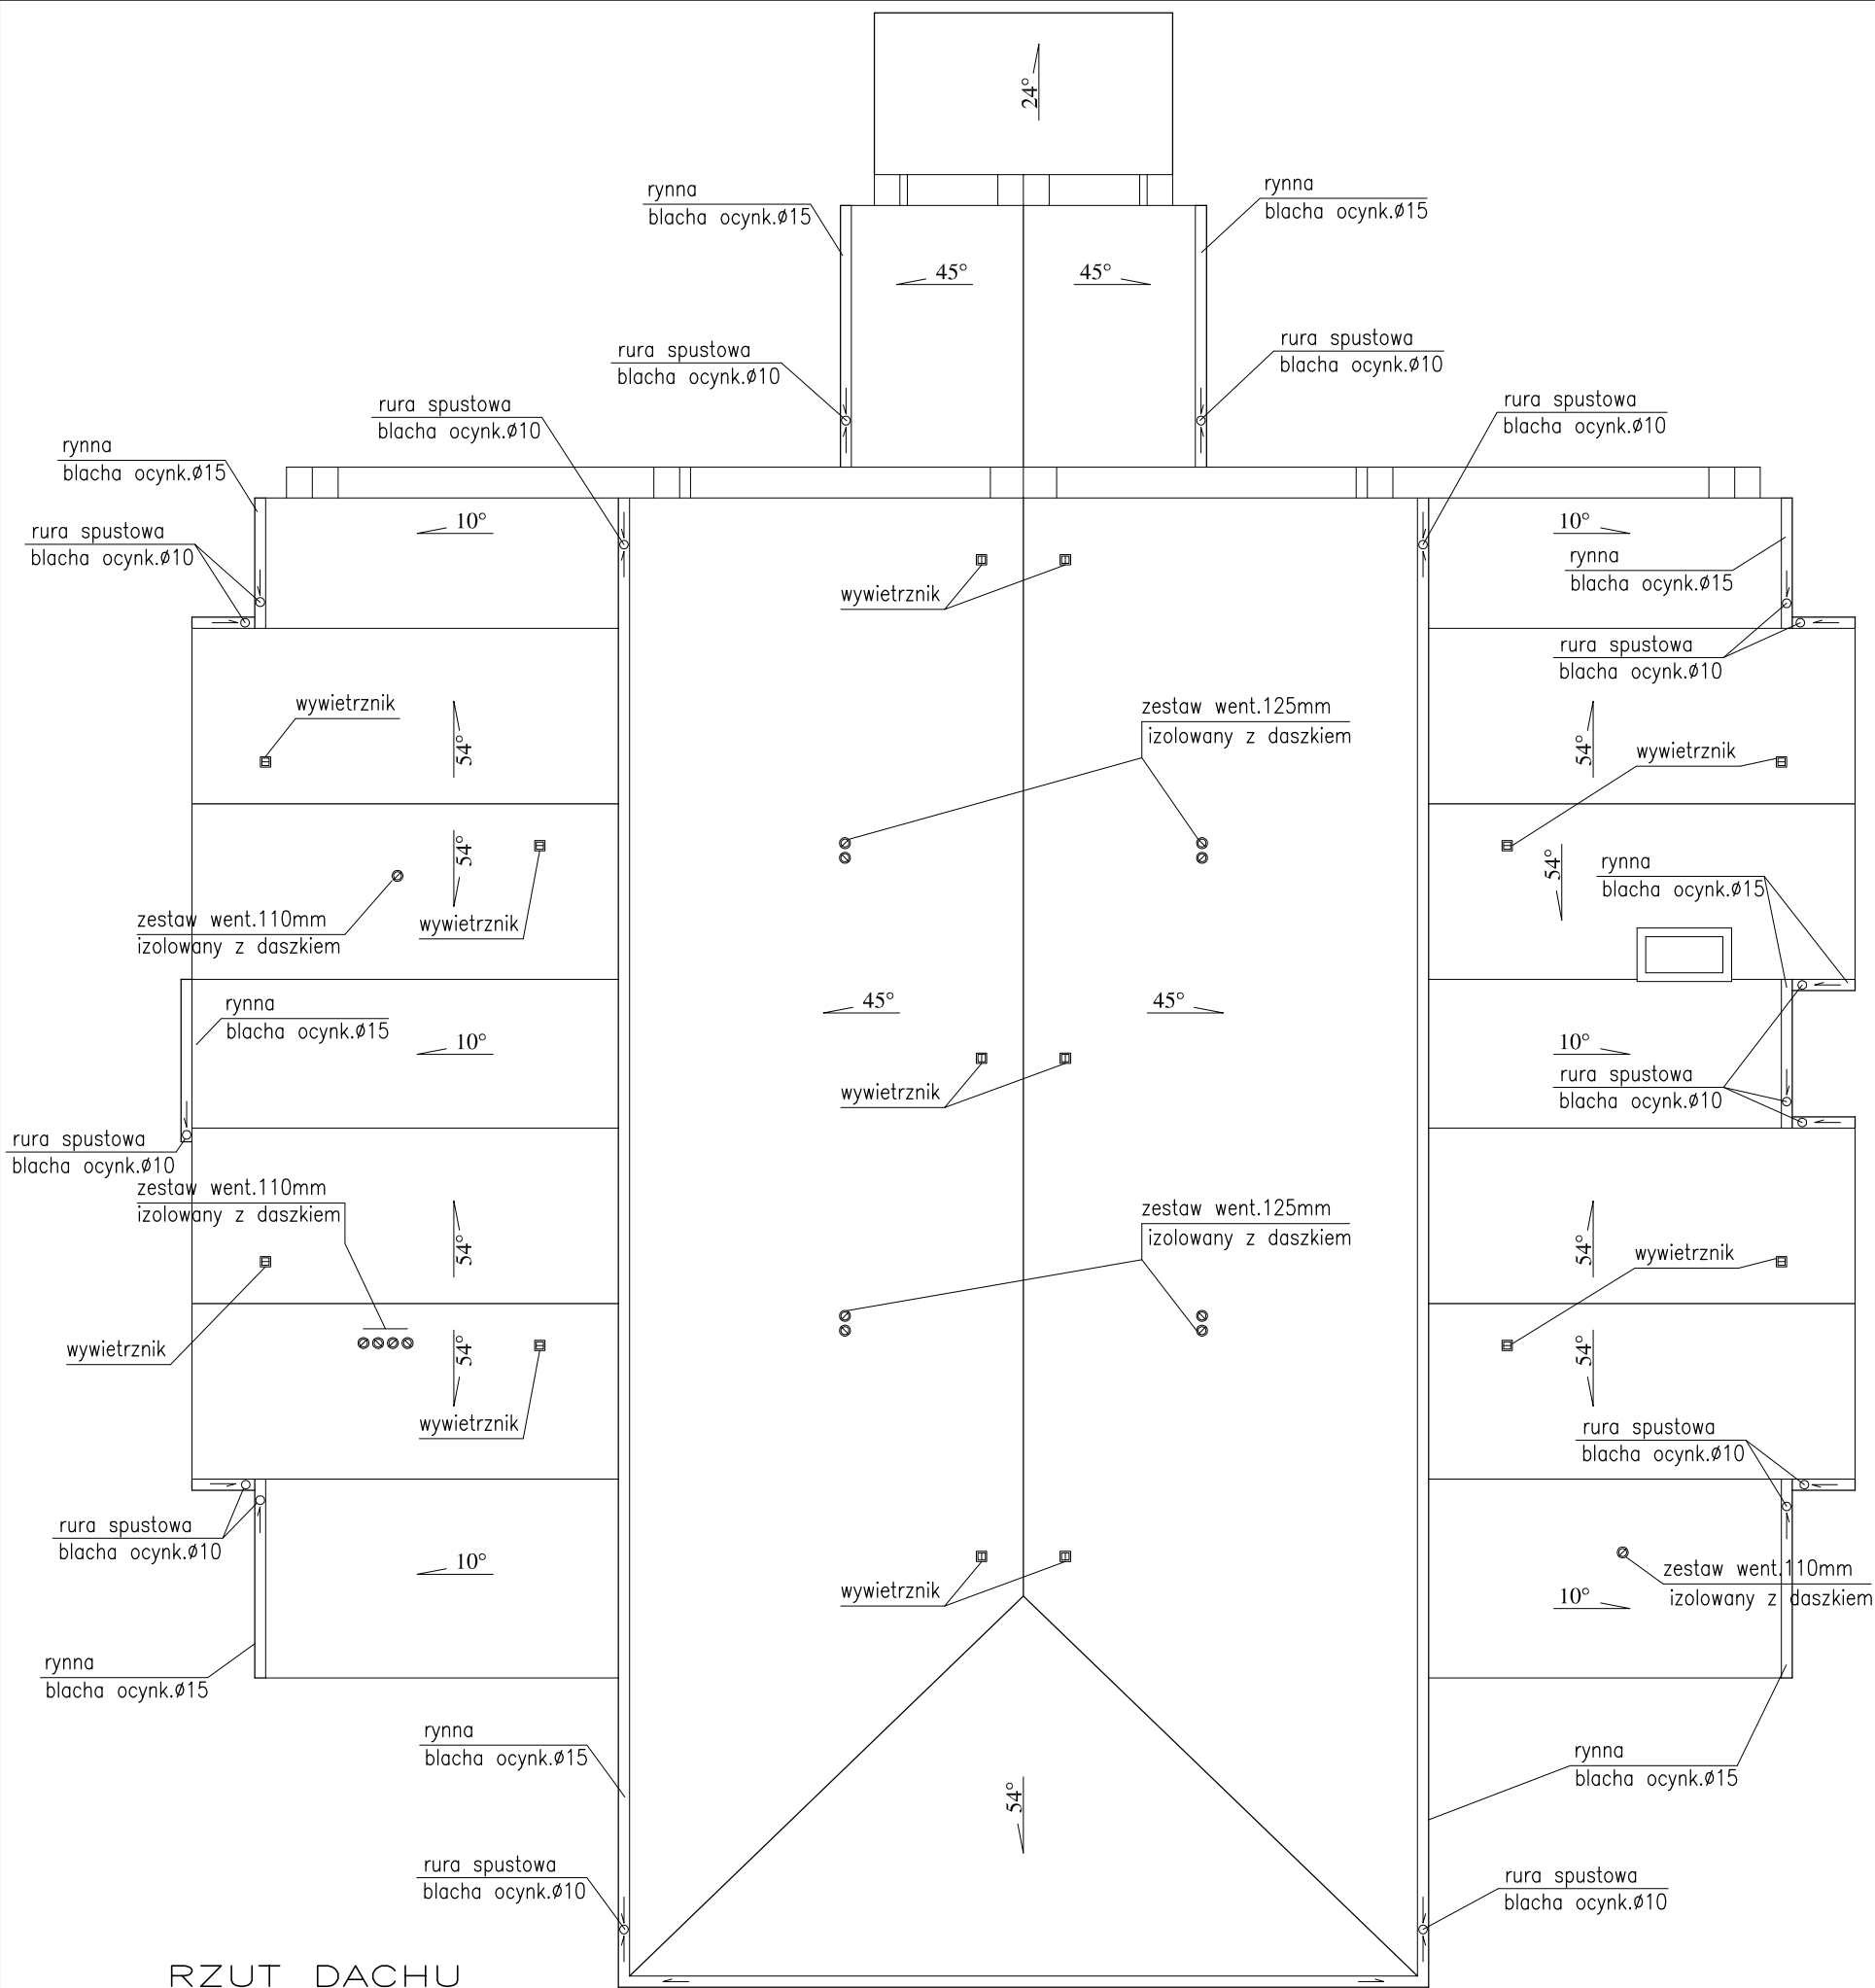 24°
rynna
blacha ocynk.ø15
rynna
blacha ocynk.ø15
45°
45°
rura spustowa
blacha ocynk.ø10
rura spustowa
blacha ocynk.ø10
rura spustowa
blacha ocynk.ø10
rura spustowa
blacha ocynk.ø10
rynna
blacha ocynk.ø15
rura spustowa
blacha ocynk.ø10
10°
10°
rynna
blacha ocynk.ø15
wywietrznik
rura spustowa
blacha ocynk.ø10
wywietrznik
54°
zestaw went.125mm
izolowany z daszkiem
54°
wywietrznik
54°
54°
rynna
blacha ocynk.ø15
zestaw went.110mm
izolowany z daszkiem
wywietrznik
rynna
blacha ocynk.ø15
10°
45°
45°
10°
wywietrznik
rura spustowa
blacha ocynk.ø10
rura spustowa
blacha ocynk.ø10
zestaw went.110mm
izolowany z daszkiem
54°
zestaw went.125mm
izolowany z daszkiem
54°
wywietrznik
wywietrznik
54°
54°
wywietrznik
rura spustowa
blacha ocynk.ø10
rura spustowa
blacha ocynk.ø10
10°
wywietrznik
zestaw went.110mm
izolowany z daszkiem
10°
rynna
blacha ocynk.ø15
rynna
blacha ocynk.ø15
54°
rynna
blacha ocynk.ø15
rura spustowa
blacha ocynk.ø10
rura spustowa
blacha ocynk.ø10
RZUT DACHU